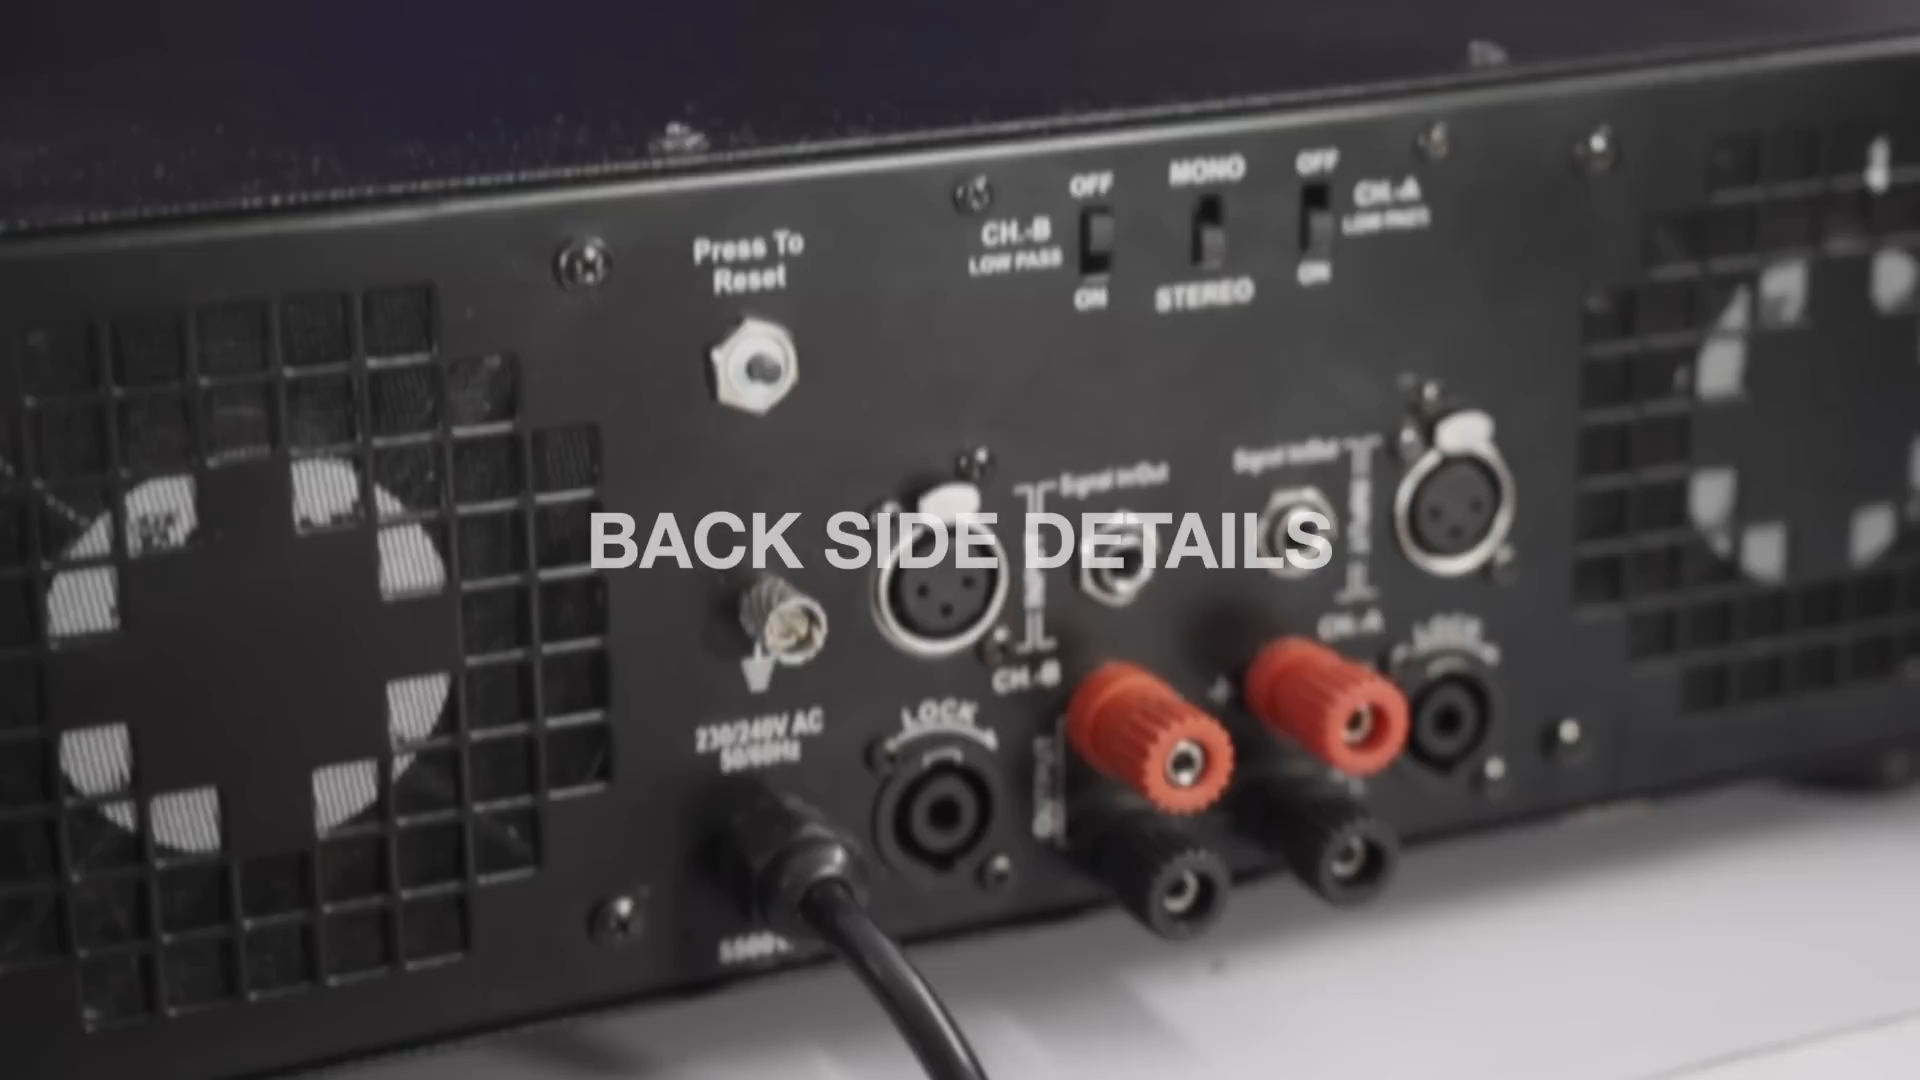 OFF
MONO
OFF
CH.-B
LOW PASS
CH.-A
LOW PASS
ON
STEREO
ON
Press To
Reset
Signal In/Out
Signal In/Out
BACK SIDE DETAILS
CH.-B
CH.-A
LOCK
LOCK
230/240V AC
50/60Hz